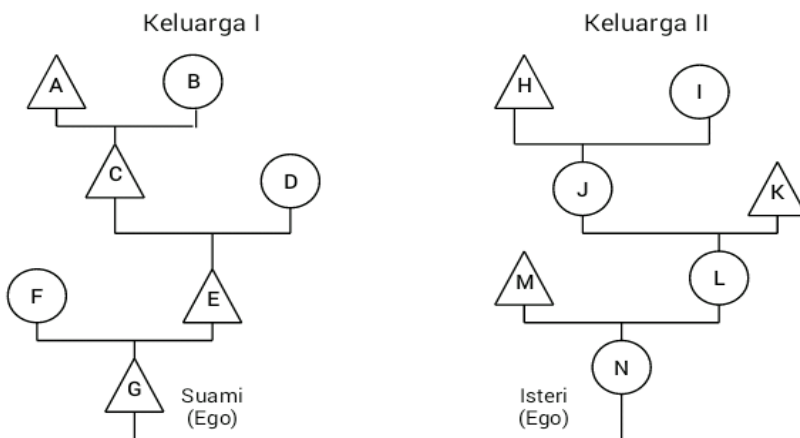 Keluarga I
Keluarga II
A
B
H
I
C
D
J
K
F
E
M
L
G
Suami
(Ego)
Isteri
(Ego)
N